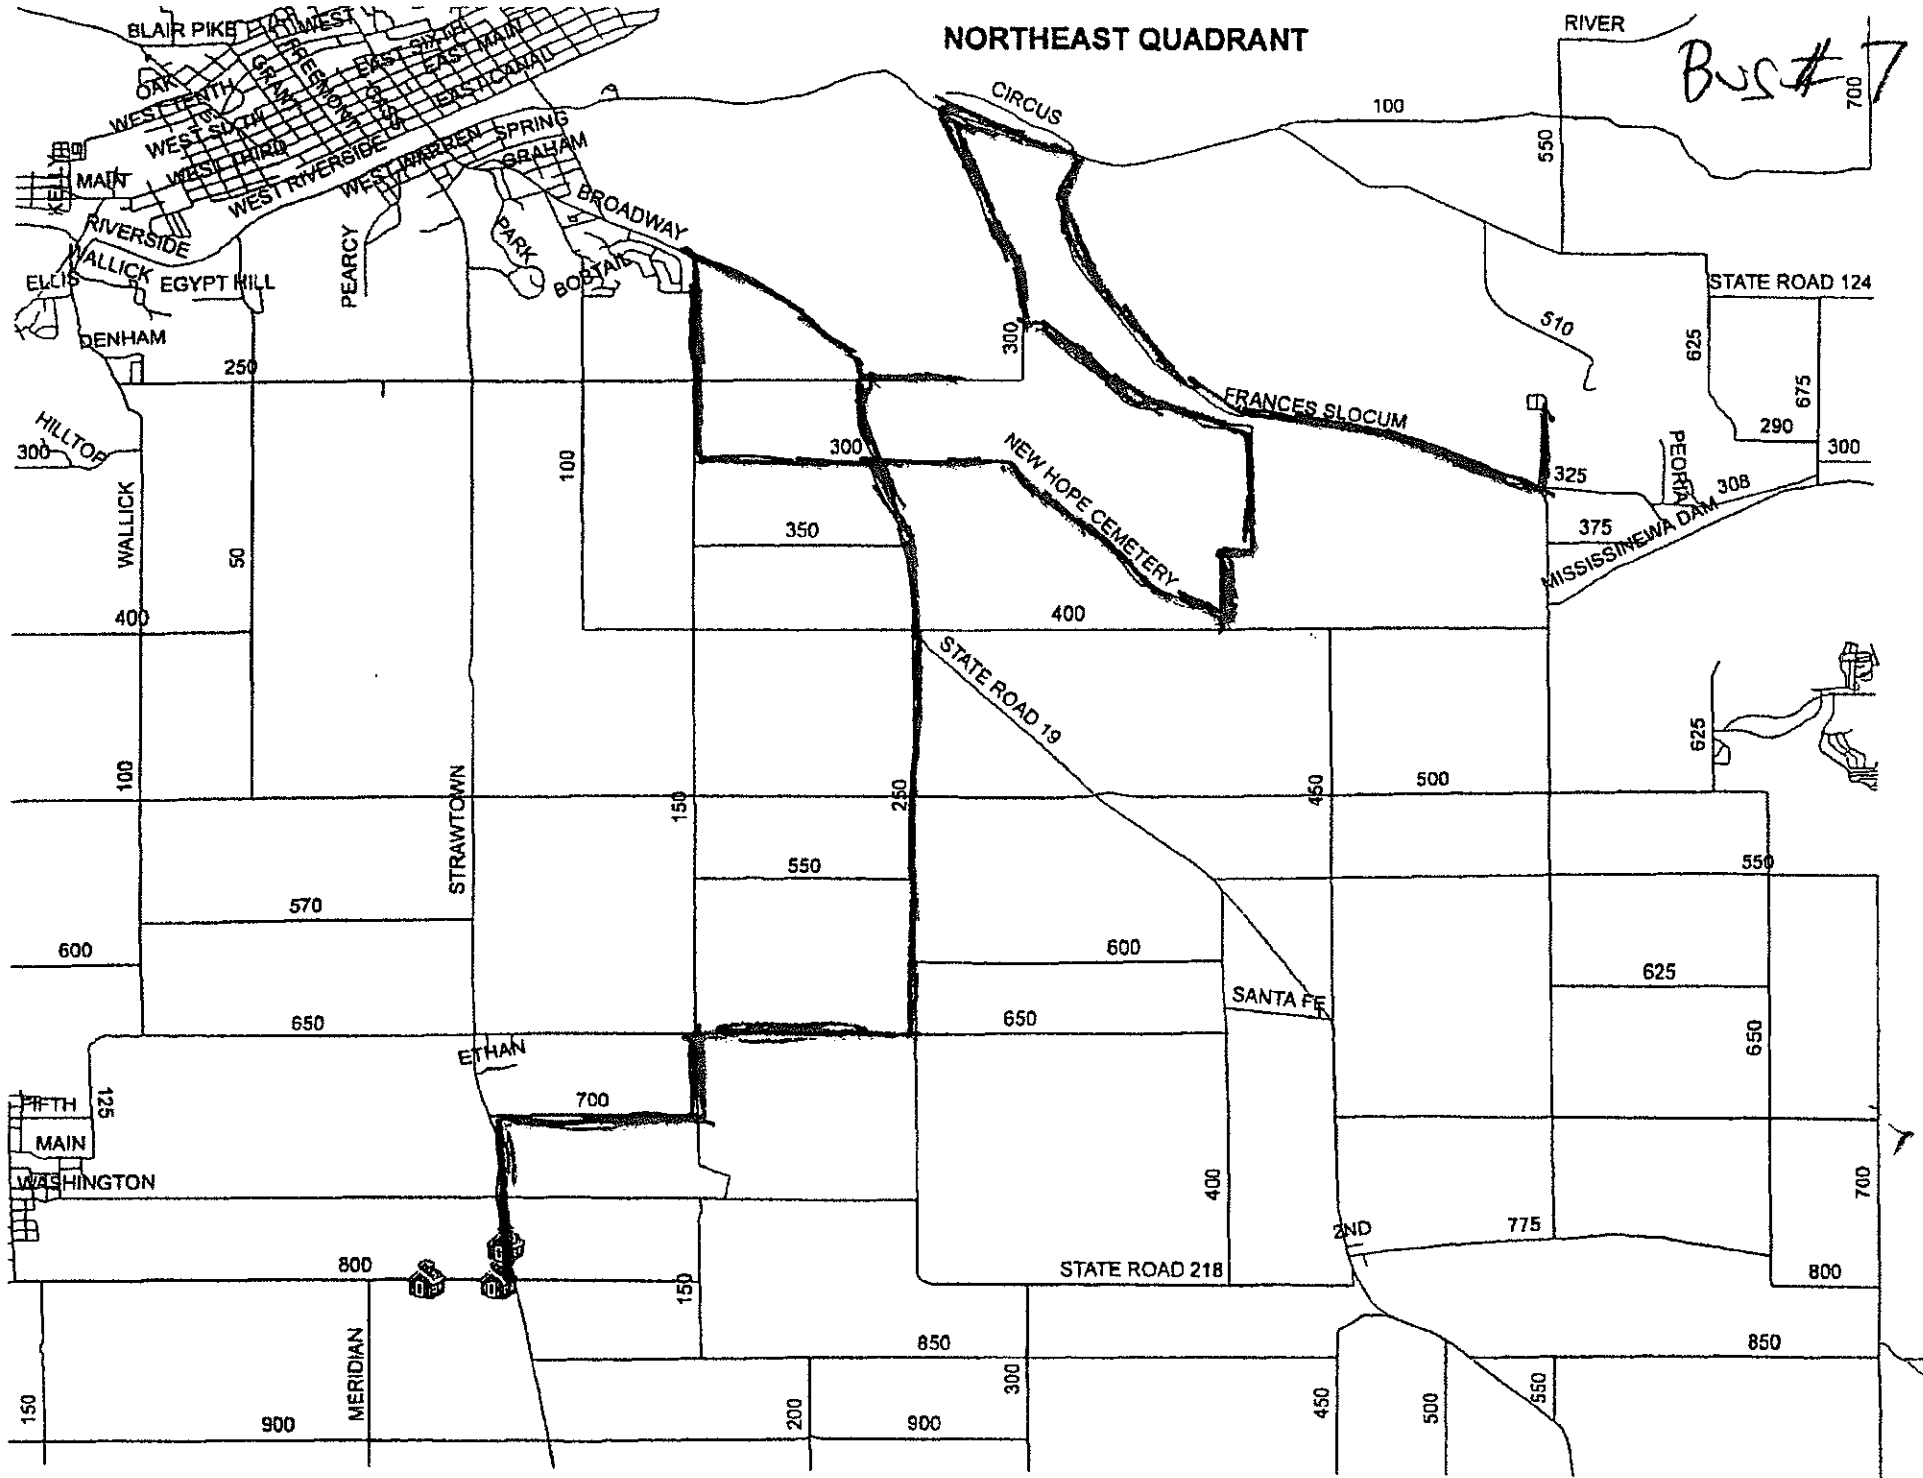 NORTHEAST QUADRANT
RIVER
Bus # 7
BLAIR PIKE
WEST
EAST SIXTH
EAST MAIN
FREEMONT
GRANT
CASS
EAST CANAL
OAK
WEST TENTH
WEST SIXTH
WEST THIRD
WEST RIVERSIDE
WEST WARREN
SPRING
GRAHAM
CIRCUS
100
550
700
KELLY
MAIN
RIVERSIDE
WALLICK
ELLIS
EGYPT HILL
PEARCY
PARK
BROADWAY
BOBTAIL
STATE ROAD 124
DENHAM
250
300
510
625
675
HILLTOP
300
WALLICK
100
300
NEW HOPE CEMETERY
FRANCES SLOCUM
290
300
PEORIA
325
308
50
350
375
MISSISSINEWA DAM
400
400
STATE ROAD 19
625
100
STRAWTOWN
150
250
450
500
550
550
570
600
600
625
SANTA FE
650
650
650
ETHAN
125
FIFTH
MAIN
WASHINGTON
700
400
700
2ND
775
800
150
STATE ROAD 218
800
850
850
150
MERIDIAN
900
200
900
300
450
500
550